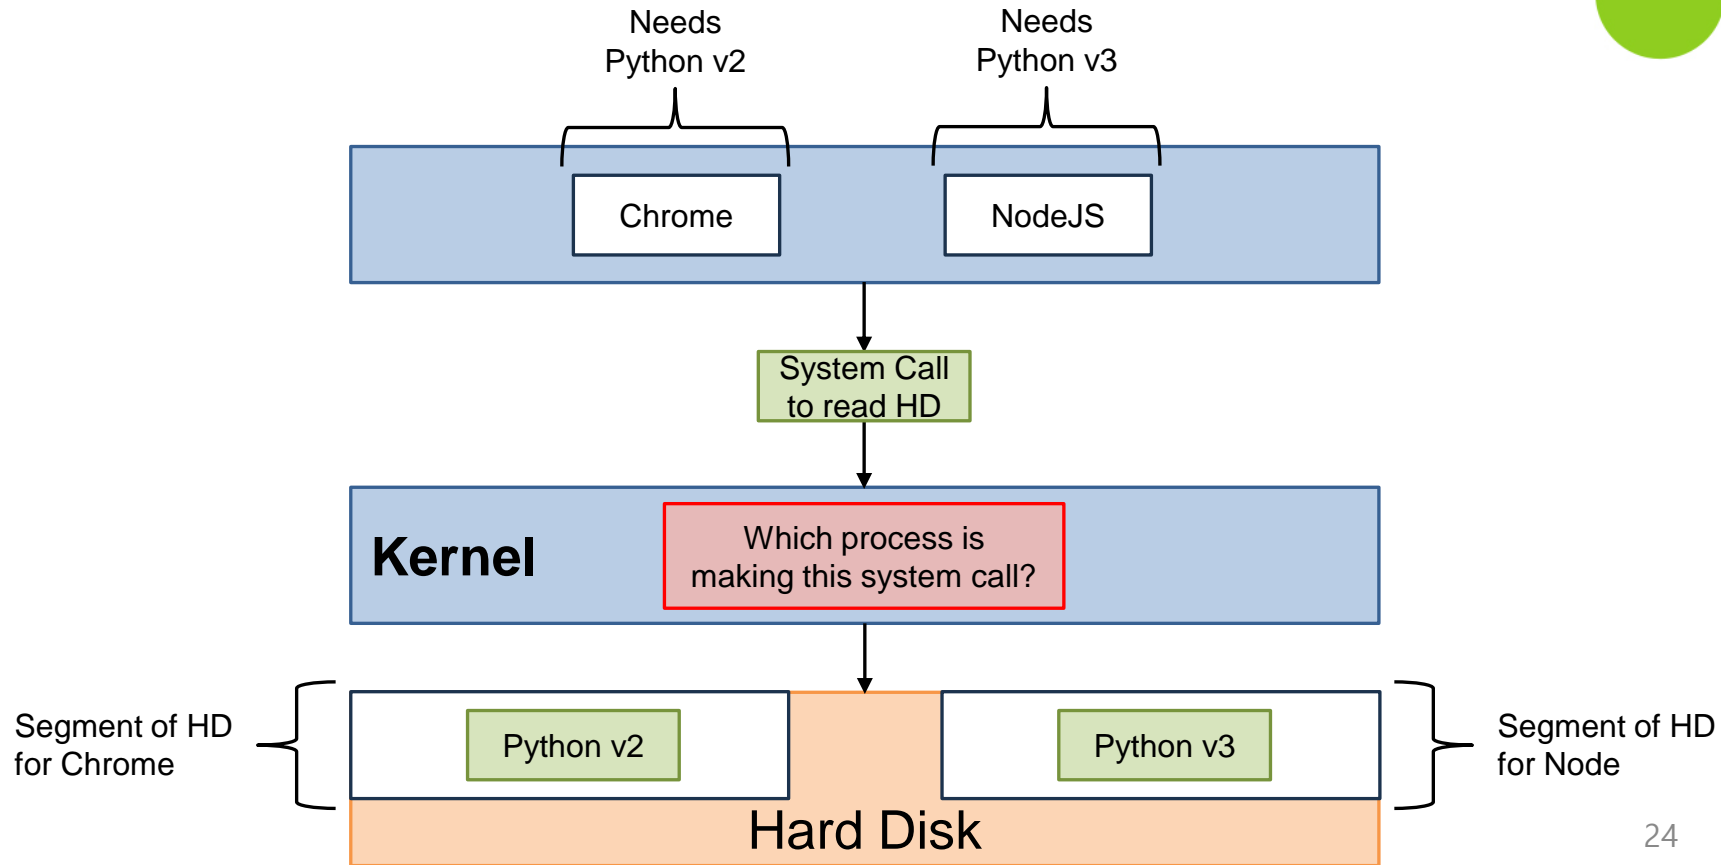 Needs
Python v2
Needs
Python v3
Chrome
NodeJS
System Call
to read HD
Kernel
Which process is
making this system call?
Segment of HD
for Chrome
Python v2
Python v3
Segment of HD
for Node
Hard Disk
24